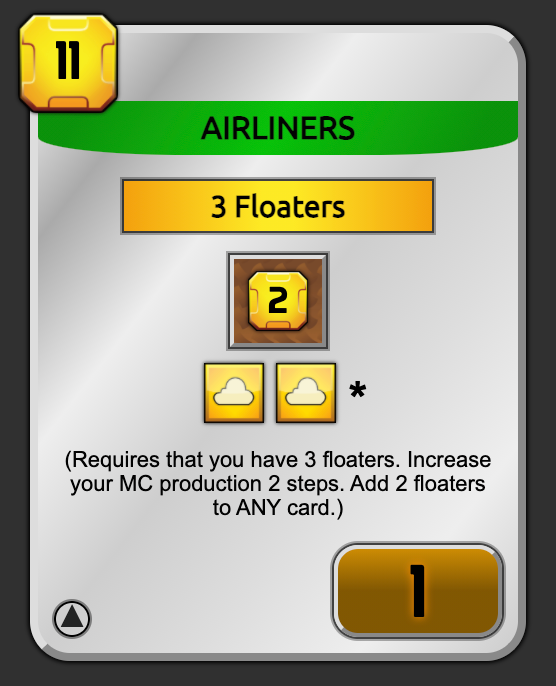 11
AIRLINERS
3 Floaters
2
*
(Requires that you have 3 floaters. Increase
your MC production 2 steps. Add 2 floaters
to ANY card.)
1